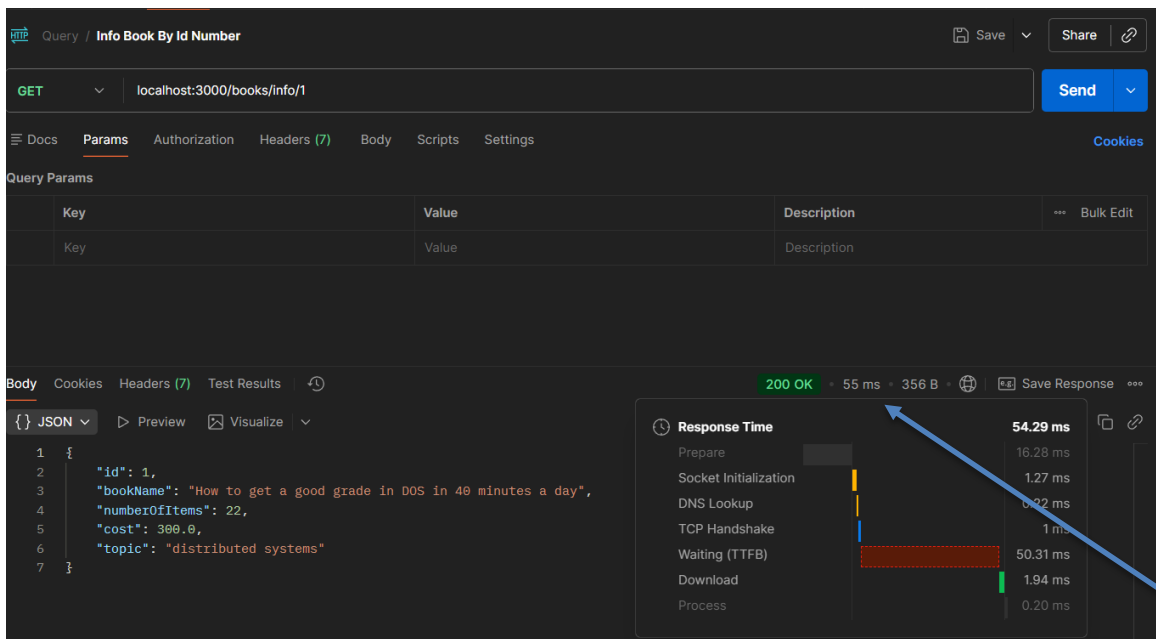 HTTP Query / Info Book By Id Number Save Share
GET localhost:3000/books/info/1 Send
Docs Params Authorization Headers (7) Body Scripts Settings Cookies
Query Params
Key Value Description ••• Bulk Edit
Key Value Description
Body Cookies Headers (7) Test Results 200 OK • 55 ms • 356 B • e.g. Save Response •••
{} JSON Preview Visualize
1 {
2 "id": 1,
3 "bookName": "How to get a good grade in DOS in 40 minutes a day",
4 "numberOfItems": 22,
5 "cost": 300.0,
6 "topic": "distributed systems"
7 }
Response Time 54.29 ms
Prepare 16.28 ms
Socket Initialization 1.27 ms
DNS Lookup 0.22 ms
TCP Handshake 1 ms
Waiting (TTFB) 50.31 ms
Download 1.94 ms
Process 0.20 ms